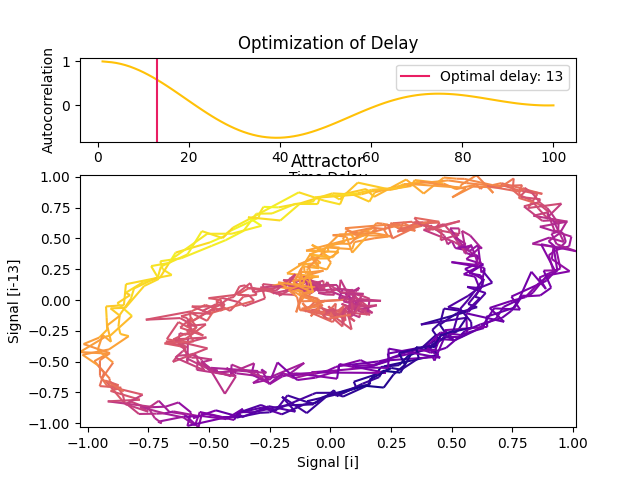 Optimization of Delay
Autocorrelation
1
0
Optimal delay: 13
0 20 40 60 80 100
Time Delay
Attractor
Signal [i-13]
1.00
0.75
0.50
0.25
0.00
−0.25
−0.50
−0.75
−1.00
−1.00 −0.75 −0.50 −0.25 0.00 0.25 0.50 0.75 1.00
Signal [i]